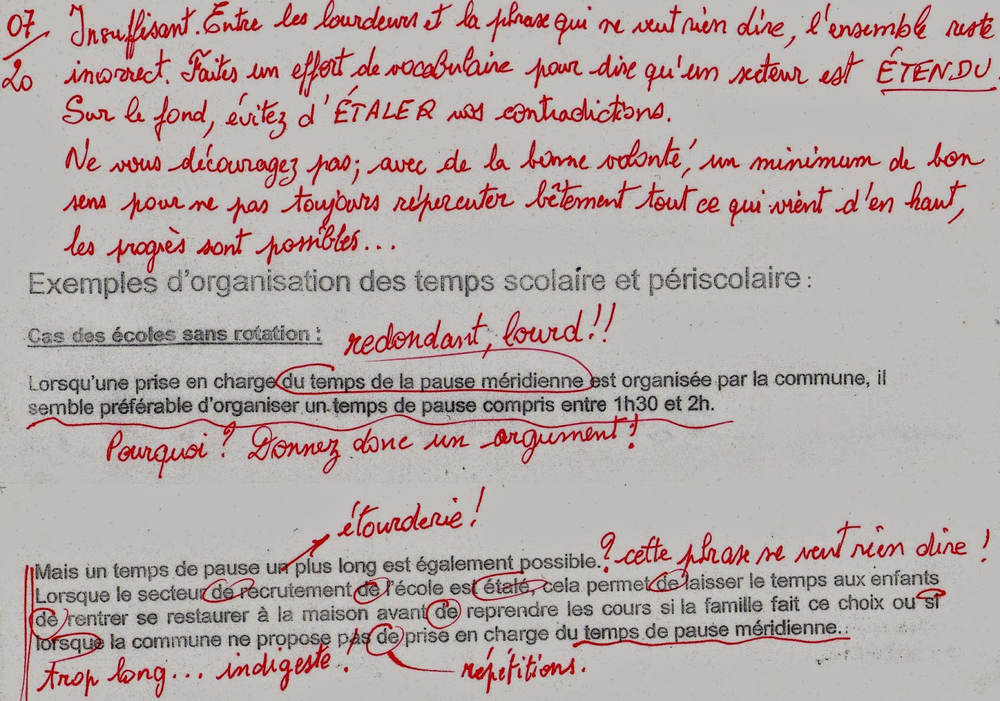 07/20
Insuffisant. Entre les lourdeurs et la phrase qui ne veut rien dire, l'ensemble reste
incorrect. Faites un effort de vocabulaire pour dire qu'un secteur est ÉTENDU.
Sur le fond, évitez d'ÉTALER vos contradictions.
Ne vous découragez pas; avec de la bonne volonté, un minimum de bon
sens pour ne pas toujours répercuter bêtement tout ce qui vient d'en haut,
les progrès sont possibles...
Exemples d'organisation des temps scolaire et périscolaire :
Cas des écoles sans rotation :
redondant, lourd!!
Lorsqu'une prise en charge du temps de la pause méridienne est organisée par la commune, il
semble préférable d'organiser un temps de pause compris entre 1h30 et 2h.
Pourquoi? Donnez donc un argument!
étourderie!
Mais un temps de pause un plus long est également possible.
? cette phrase ne veut rien dire!
Lorsque le secteur de recrutement de l'école est étalé, cela permet de laisser le temps aux enfants
de rentrer se restaurer à la maison avant de reprendre les cours si la famille fait ce choix ou si
lorsque la commune ne propose pas de prise en charge du temps de pause méridienne.
trop long... indigeste!
répétitions.